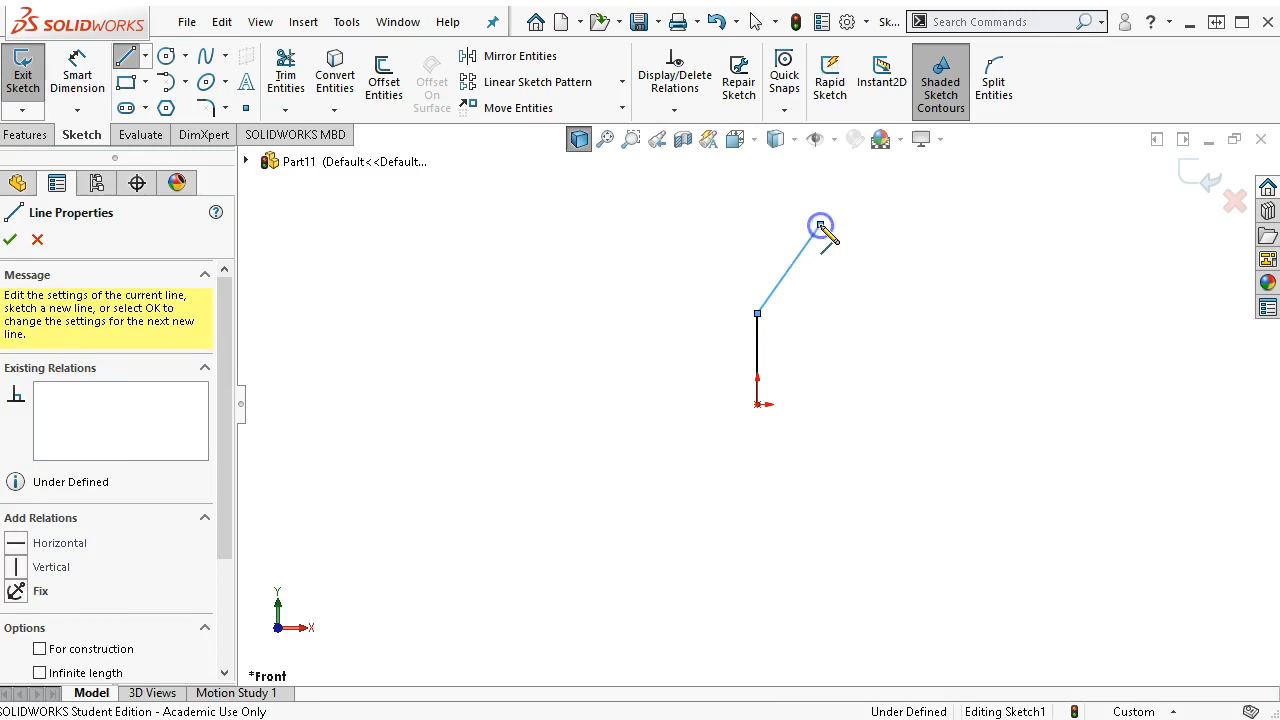 SOLIDWORKS
File Edit View Insert Tools Window Help
Sk...
Search Commands
Exit Sketch
Smart Dimension
Trim Entities
Convert Entities
Offset Entities
Offset On Surface
Mirror Entities
Linear Sketch Pattern
Move Entities
Display/Delete Relations
Repair Sketch
Quick Snaps
Rapid Sketch
Instant2D
Shaded Sketch Contours
Split Entities
Features Sketch Evaluate DimXpert SOLIDWORKS MBD
Part11 (Default<<Default...
Line Properties
Message
Edit the settings of the current line,
sketch a new line, or select OK to
change the settings for the next new
line.
Existing Relations
Under Defined
Add Relations
Horizontal
Vertical
Fix
Options
For construction
Infinite length
Y
X
*Front
Model 3D Views Motion Study 1
SOLIDWORKS Student Edition - Academic Use Only
Under Defined Editing Sketch1 Custom